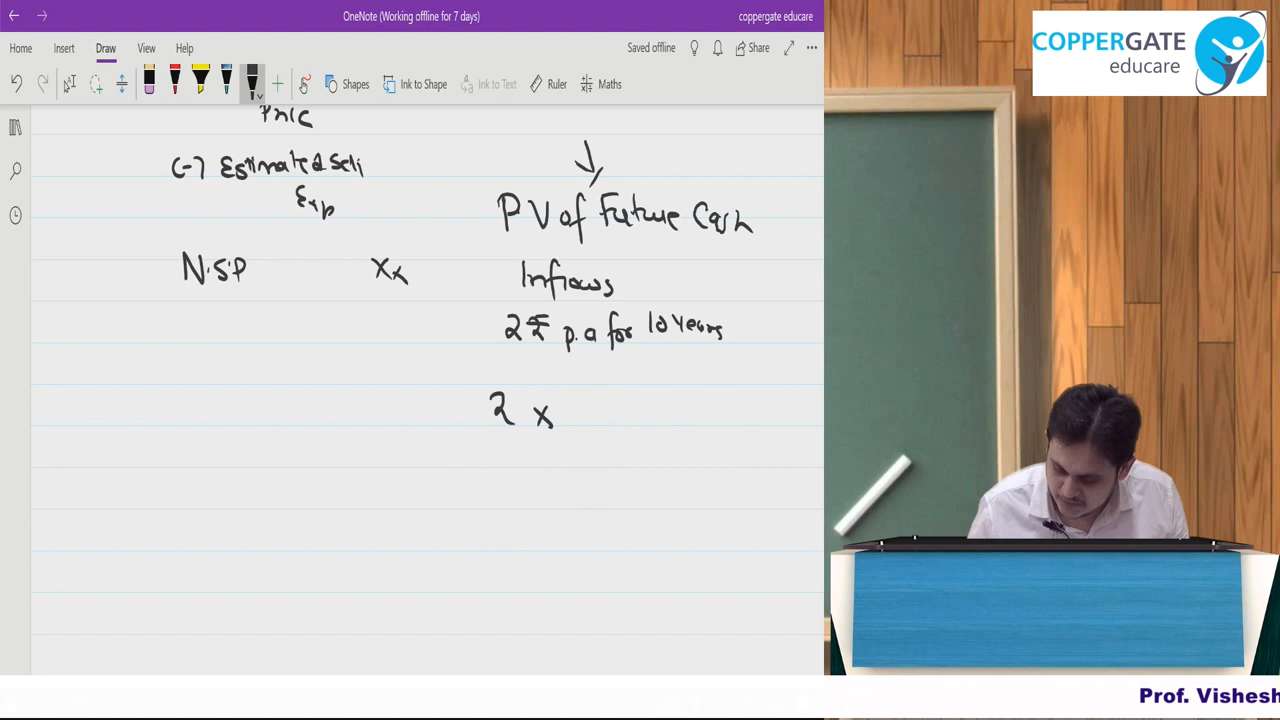 OneNote (Working offline for 7 days)
coppergate educare
Home Insert Draw View Help
Saved offline Share
Shapes Ink to Shape Ink to Text Ruler Maths
COPPERGATE
educare
(-) Estimated Sell
Exp
N.S.P xx
PV of Future Cash
Inflows
2 p.a for 10 Years
2 x
Prof. Vishesh